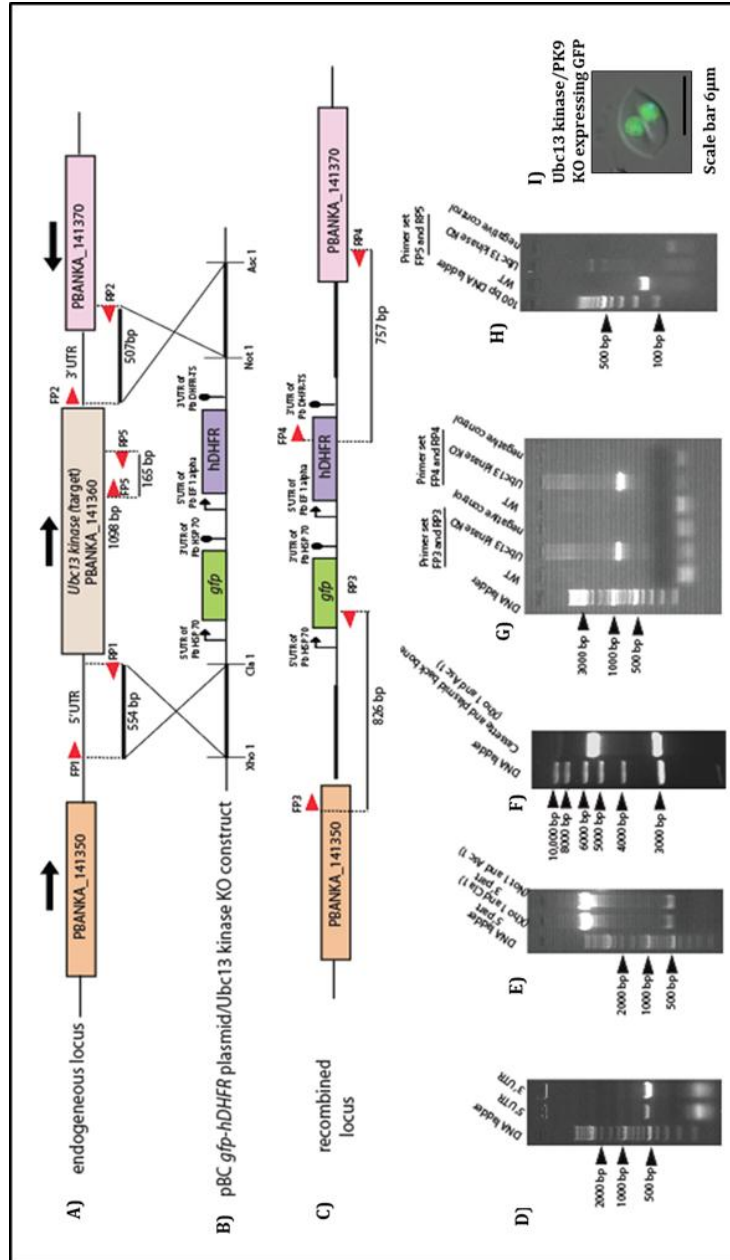 A)
endogeneous locus
PBANKA_141350
FP1
5'UTR
RP1
554 bp
Ubc13 kinase (target)
PBANKA_141360
1098 bp
FP5
RP5
165 bp
FP2
3'UTR
RP2
507bp
PBANKA_141370
B)
pBC gfp-hDHFR plasmid/Ubc13 kinase KO construct
Xho 1
Cla 1
5'UTR of
Pb HSP 70
gfp
3'UTR of
Pb HSP 70
5'UTR of
Pb EF 1 alpha
hDHFR
3'UTR of
Pb DHFR-TS
Not 1
Asc 1
C)
recombined
locus
PBANKA_141350
FP3
826 bp
5'UTR of
Pb HSP 70
gfp
RP3
3'UTR of
Pb HSP 70
5'UTR of
Pb EF 1 alpha
FP4
hDHFR
3'UTR of
Pb DHFR-TS
757 bp
RP4
PBANKA_141370
D)
DNA ladder
5'UTR
3'UTR
2000 bp
1000 bp
500 bp
E)
DNA ladder
5' part
(Xho 1 and Cla 1)
3' part
(Not 1 and Asc 1)
2000 bp
1000 bp
500 bp
F)
DNA ladder
Cassette and plasmid back bone
(Xho 1 and Asc 1)
10,000 bp
8000 bp
6000 bp
5000 bp
4000 bp
3000 bp
G)
Primer set
FP3 and RP3
Primer set
FP4 and RP4
DNA ladder
WT
Ubc13 kinase KO
negative control
WT
Ubc13 kinase KO
negative control
3000 bp
1000 bp
500 bp
H)
Primer set
FP5 and RP5
100 bp DNA ladder
WT
Ubc 13 kinase KO
negative control
500 bp
100 bp
I)
Ubc13 kinase/PK9
KO expressing GFP
Scale bar 6µm